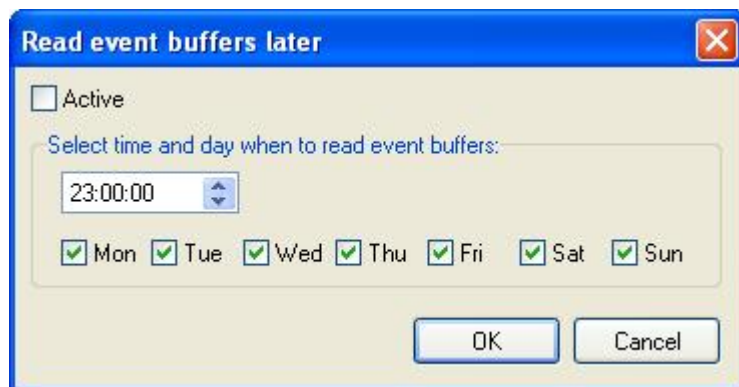 Read event buffers later
Active
Select time and day when to read event buffers:
23:00:00
Mon Tue Wed Thu Fri Sat Sun
OK Cancel